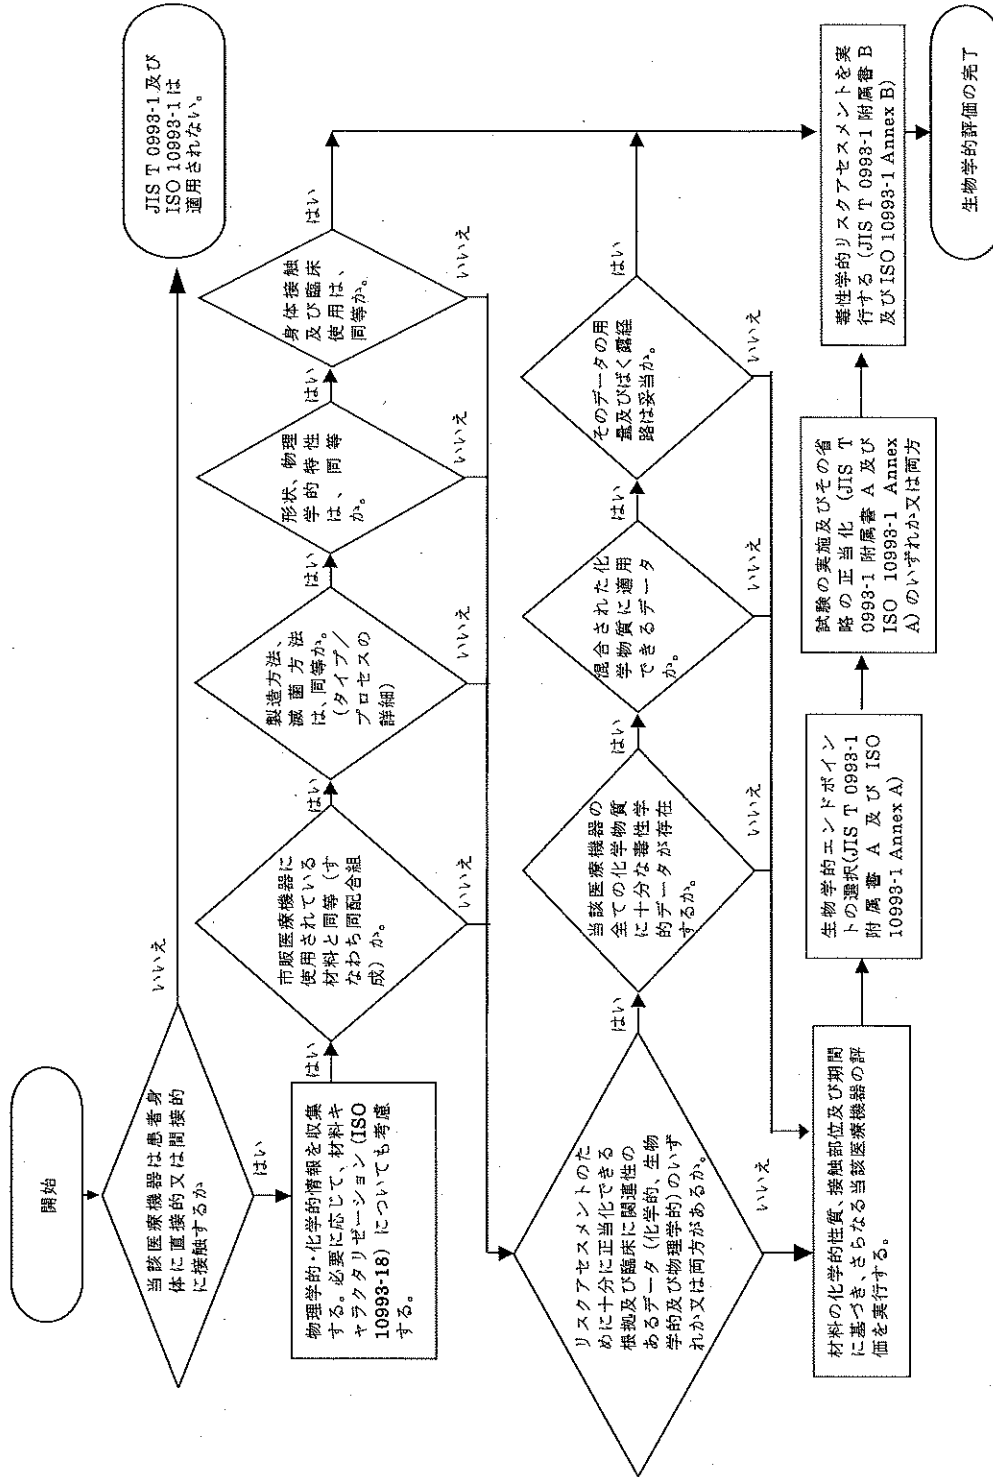 開始
当該医療機器は患者身
体に直接的又は間接的
に接触するか
いいえ
JIS T 0993-1 及び
ISO 10993-1 は
適用されない。
はい
物理学的・化学的情報を収集
する。必要に応じて、材料キ
ャラクタリゼーション (ISO
10993-18) についても考慮
する。
はい
市販医療機器に
使用されている
材料と同等 (す
なわち同配合組
成) か。
いいえ
はい
製造方法、
滅菌方法
は、同等か。
(タイプ/
プロセスの
詳細)
いいえ
はい
形状、物理
学的特性
は、同等
か。
いいえ
はい
身体接触
及び臨床
使用は、
同等か。
いいえ
はい
リスクアセスメントのた
めに十分に正当化できる
根拠及び臨床に関連性の
あるデータ (化学的、生物
学的及び物理学的) のいず
れか又は両方があるか。
いいえ
はい
当該医療機器の
全ての化学物質
に十分な毒性学
的データが存在
するか。
いいえ
はい
混合された化
学物質に適用
できるデータ
か。
いいえ
はい
そのデータの用
量及びばく露経
路は妥当か。
いいえ
はい
材料の化学的性質、接触部位及び期間
に基づき、さらなる当該医療機器の評
価を実行する。
生物学的エンドポイン
トの選択(JIS T 0993-1
附属書 A 及び ISO
10993-1 Annex A)
試験の実施及びその省
略の正当化 (JIS T
0993-1 附属書 A 及び
ISO 10993-1 Annex
A) のいずれか又は両方
毒性学的リスクアセスメントを実
行する (JIS T 0993-1 附属書 B
及び ISO 10993-1 Annex B)
生物学的評価の完了